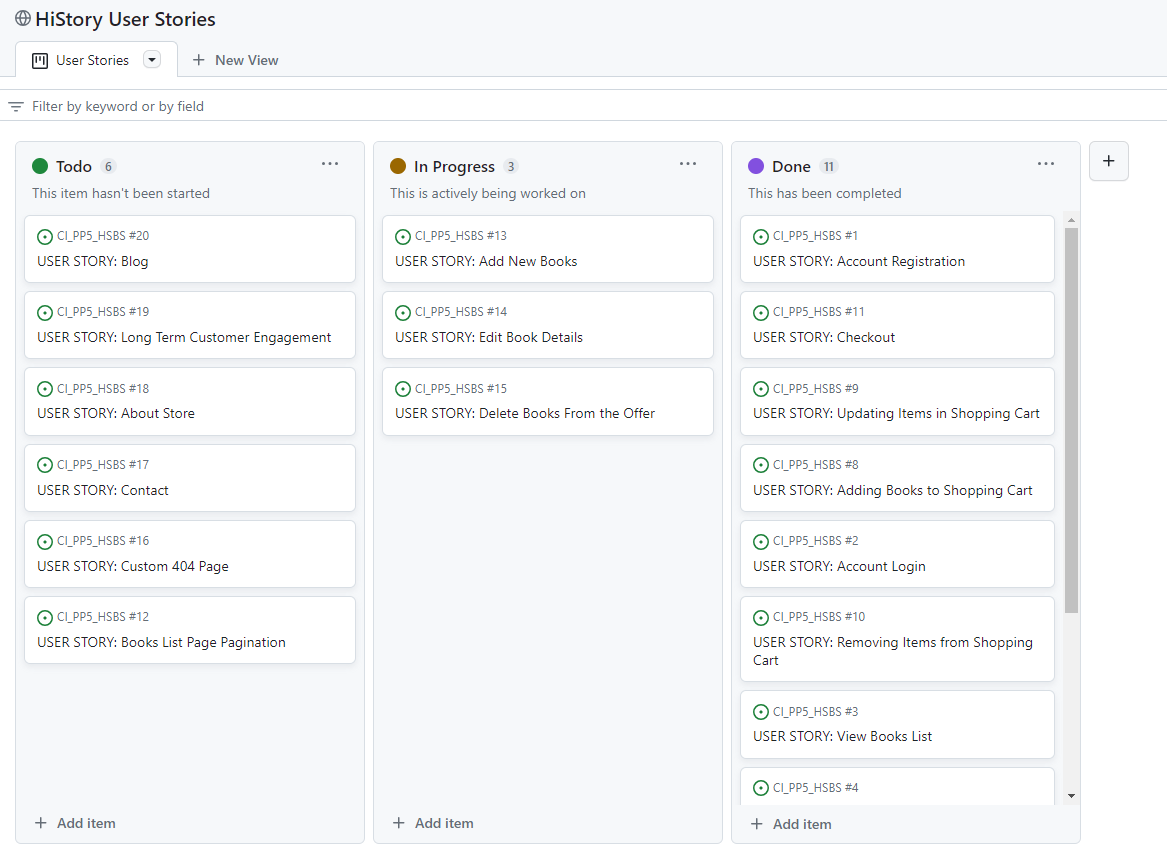 HiStory User Stories
User Stories
New View
Filter by keyword or by field
Todo 6
This item hasn't been started
CI_PP5_HSBS #20
USER STORY: Blog
CI_PP5_HSBS #19
USER STORY: Long Term Customer Engagement
CI_PP5_HSBS #18
USER STORY: About Store
CI_PP5_HSBS #17
USER STORY: Contact
CI_PP5_HSBS #16
USER STORY: Custom 404 Page
CI_PP5_HSBS #12
USER STORY: Books List Page Pagination
+ Add item
In Progress 3
This is actively being worked on
CI_PP5_HSBS #13
USER STORY: Add New Books
CI_PP5_HSBS #14
USER STORY: Edit Book Details
CI_PP5_HSBS #15
USER STORY: Delete Books From the Offer
+ Add item
Done 11
This has been completed
CI_PP5_HSBS #1
USER STORY: Account Registration
CI_PP5_HSBS #11
USER STORY: Checkout
CI_PP5_HSBS #9
USER STORY: Updating Items in Shopping Cart
CI_PP5_HSBS #8
USER STORY: Adding Books to Shopping Cart
CI_PP5_HSBS #2
USER STORY: Account Login
CI_PP5_HSBS #10
USER STORY: Removing Items from Shopping
Cart
CI_PP5_HSBS #3
USER STORY: View Books List
CI_PP5_HSBS #4
+ Add item